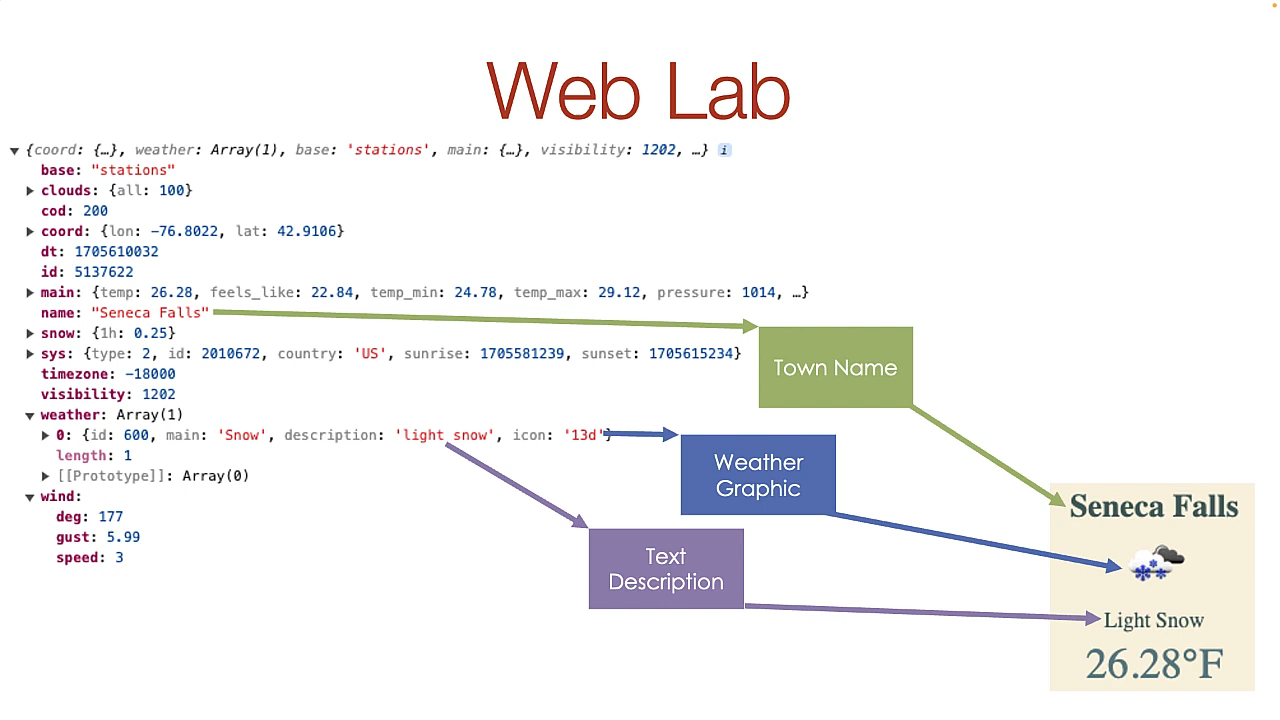 Web Lab
▼ {coord: {…}, weather: Array(1), base: 'stations', main: {…}, visibility: 1202, …} i
base: "stations"
▶ clouds: {all: 100}
cod: 200
▶ coord: {lon: -76.8022, lat: 42.9106}
dt: 1705610032
id: 5137622
▶ main: {temp: 26.28, feels_like: 22.84, temp_min: 24.78, temp_max: 29.12, pressure: 1014, …}
name: "Seneca Falls"
▶ snow: {1h: 0.25}
▶ sys: {type: 2, id: 2010672, country: 'US', sunrise: 1705581239, sunset: 1705615234}
timezone: -18000
visibility: 1202
▼ weather: Array(1)
▶ 0: {id: 600, main: 'Snow', description: 'light snow', icon: '13d'}
length: 1
▶ [[Prototype]]: Array(0)
▼ wind:
deg: 177
gust: 5.99
speed: 3
Town Name
Weather
Graphic
Text
Description
Seneca Falls
Light Snow
26.28°F